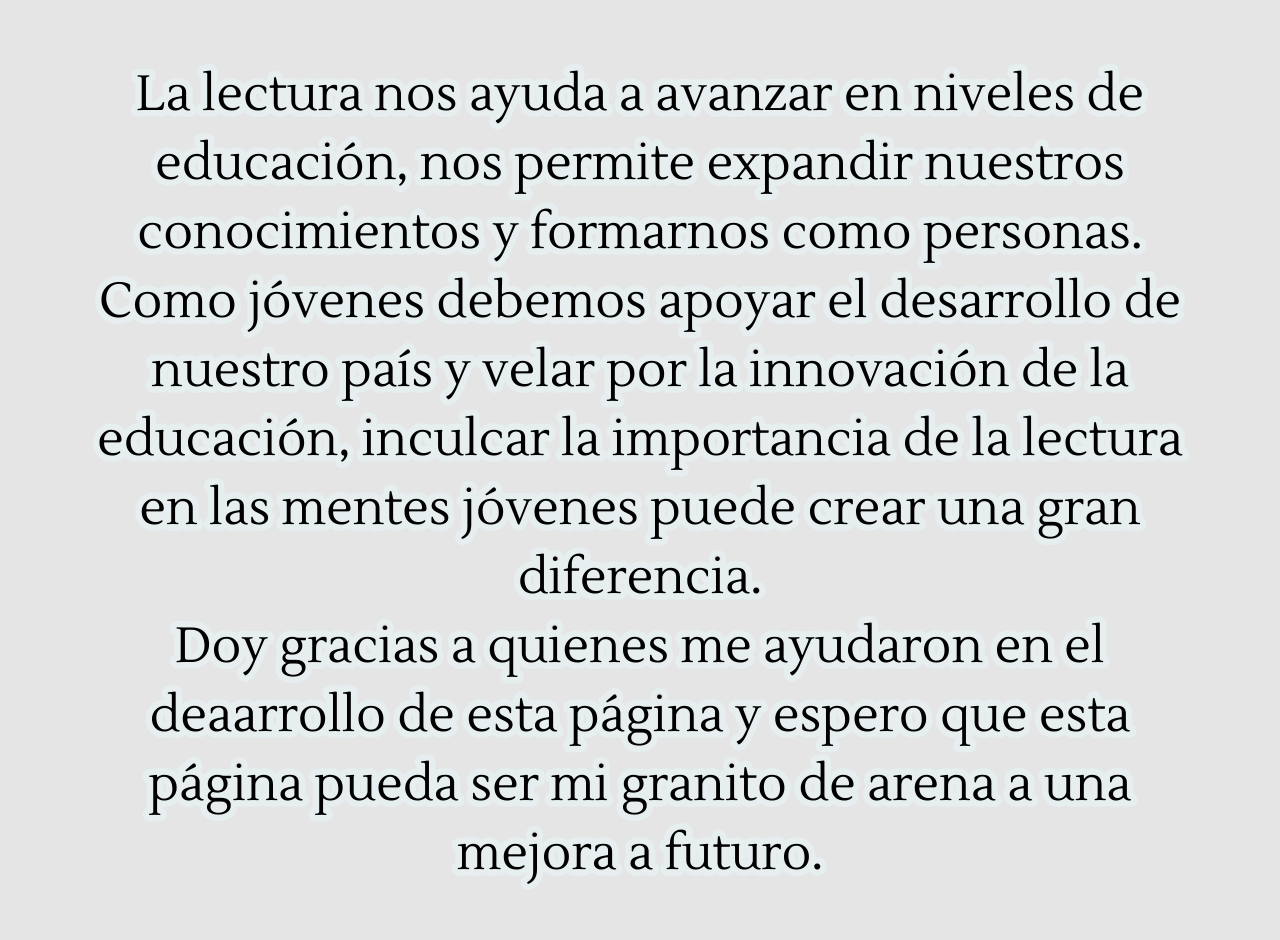 La lectura nos ayuda a avanzar en niveles de
educación, nos permite expandir nuestros
conocimientos y formarnos como personas.
Como jóvenes debemos apoyar el desarrollo de
nuestro país y velar por la innovación de la
educación, inculcar la importancia de la lectura
en las mentes jóvenes puede crear una gran
diferencia.
Doy gracias a quienes me ayudaron en el
deaarrollo de esta página y espero que esta
página pueda ser mi granito de arena a una
mejora a futuro.